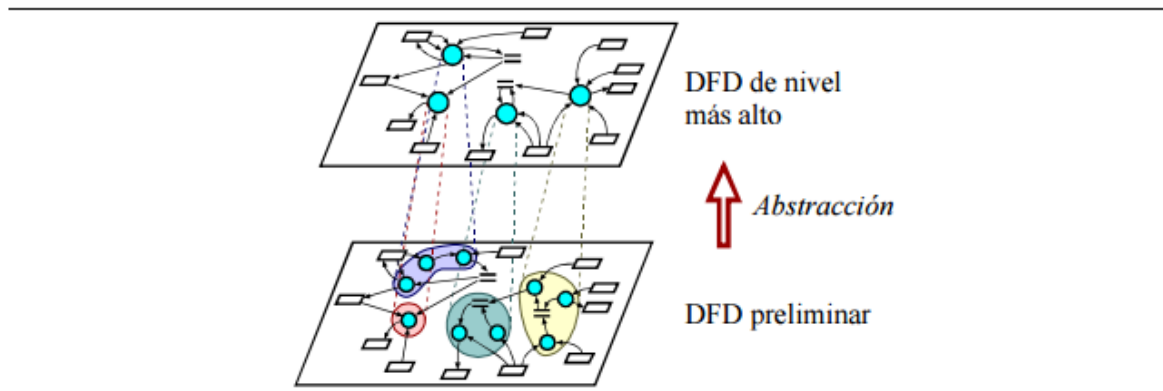 DFD de nivel
más alto
Abstracción
DFD preliminar